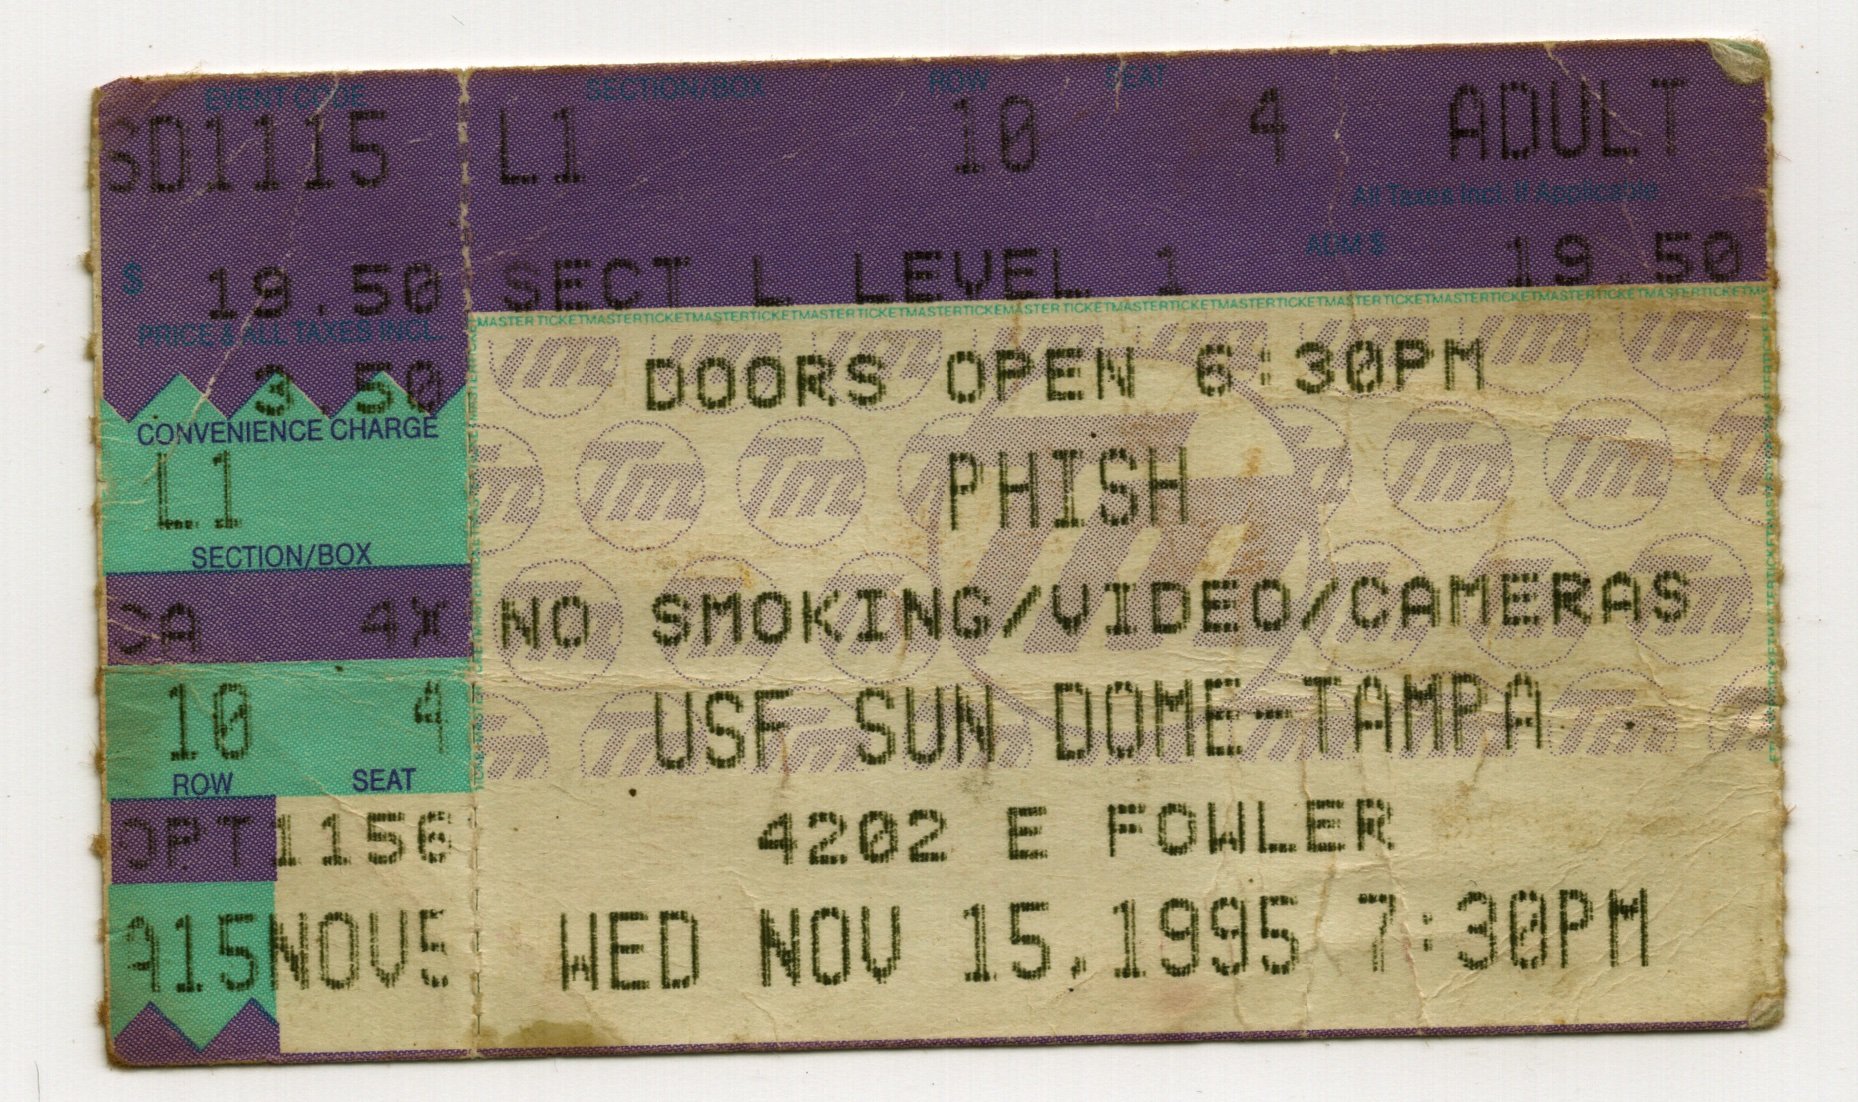 EVENT CODE
SD1115
$ 19.50
PRICE & ALL TAXES INCL.
3.50
CONVENIENCE CHARGE
L1
SECTION/BOX
CA 4X
10 4
ROW SEAT
1156
A15NOV5
SECTION/BOX ROW SEAT
L1 10 4 ADULT
All Taxes Incl. If Applicable
ADM $
SECT L LEVEL 1 19.50
MASTERTICKETMASTERTICKETMASTERTICKETMASTERTICKETMASTERTICKETMASTERTICKETMASTERTICKETMASTERTICKETMASTERTICKETMASTERTICKETMASTERTICKETMAS
DOORS OPEN 6:30PM
PHISH
NO SMOKING/VIDEO/CAMERAS
USF SUN DOME-TAMPA
4202 E FOWLER
WED NOV 15,1995 7:30PM